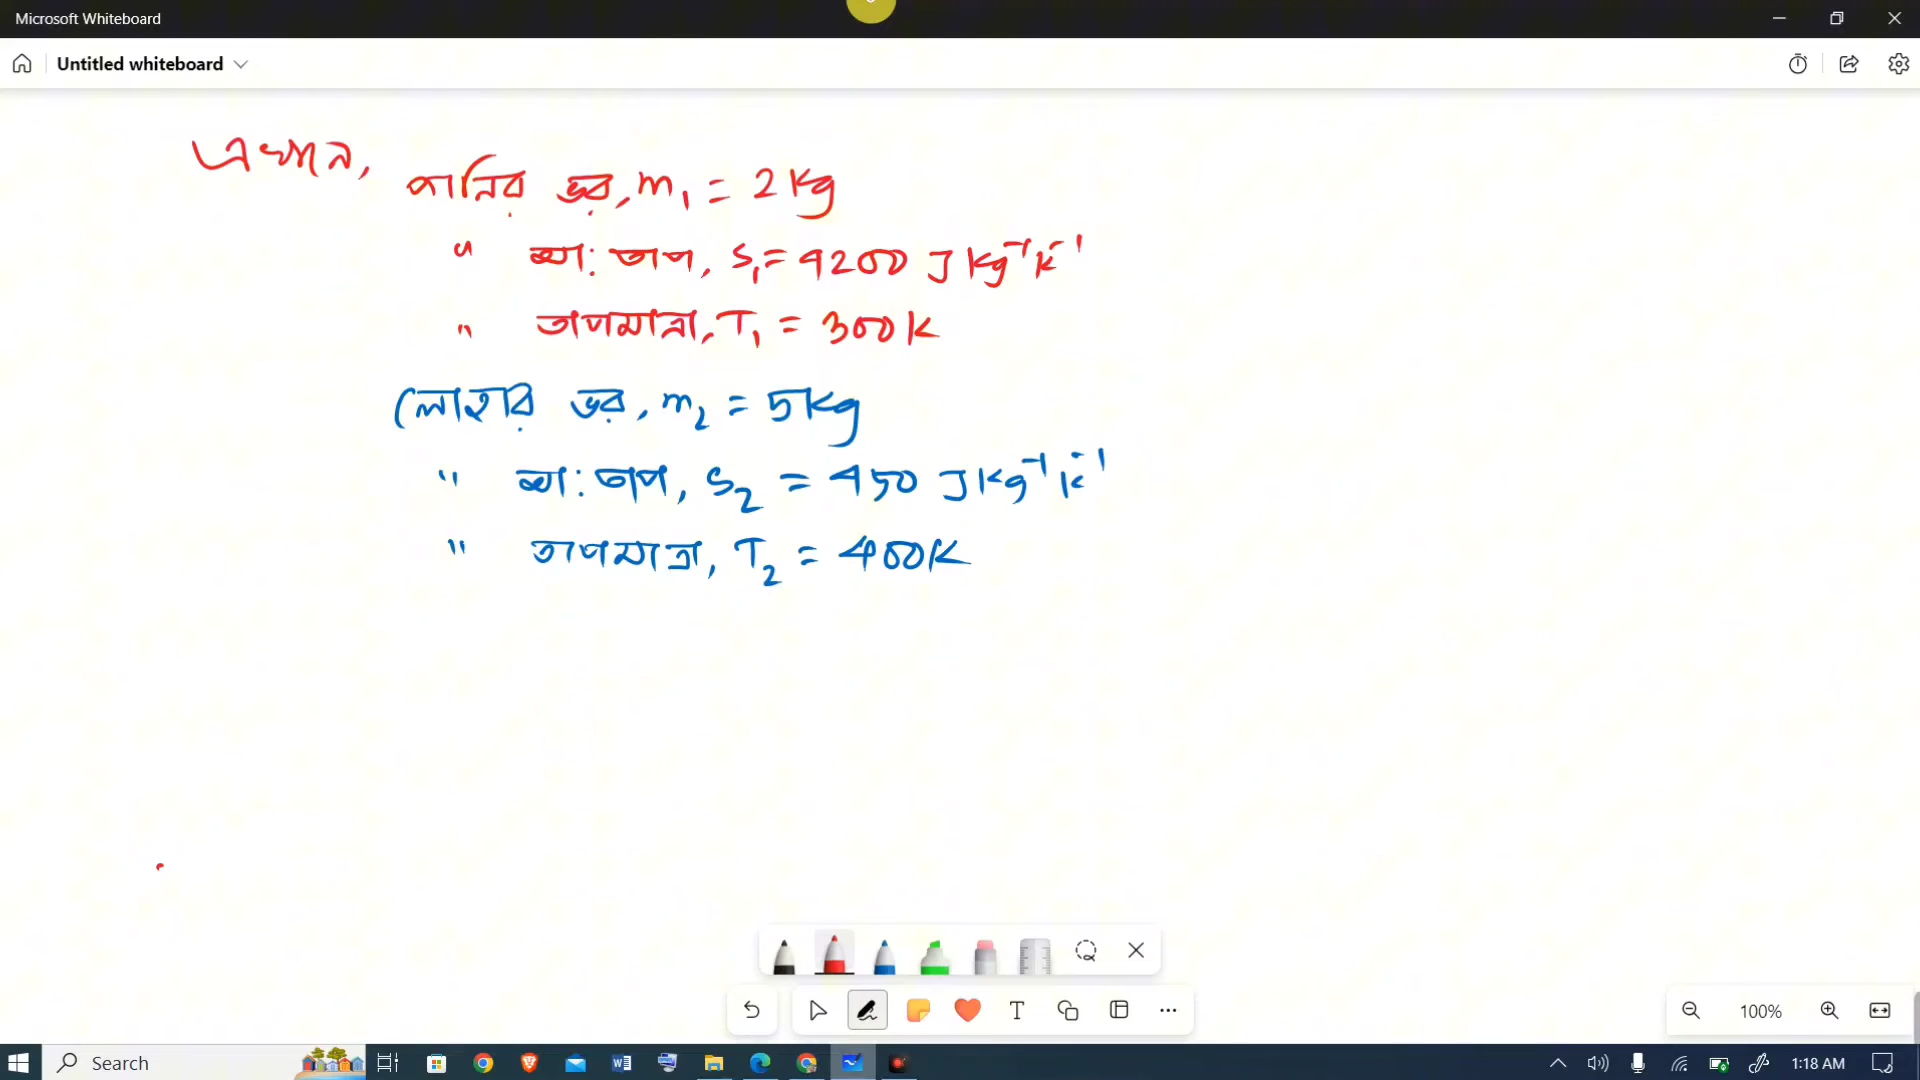 Microsoft Whiteboard
Untitled whiteboard
এখানে,
পানির ভর, m₁ = 2 kg
" আ: তাপ, S₁ = 4200 J kg⁻¹ K⁻¹
" তাপমাত্রা, T₁ = 300 K
লোহার ভর, m₂ = 5 kg
" আ: তাপ, S₂ = 450 J kg⁻¹ K⁻¹
" তাপমাত্রা, T₂ = 400 K
100%
Search
1:18 AM